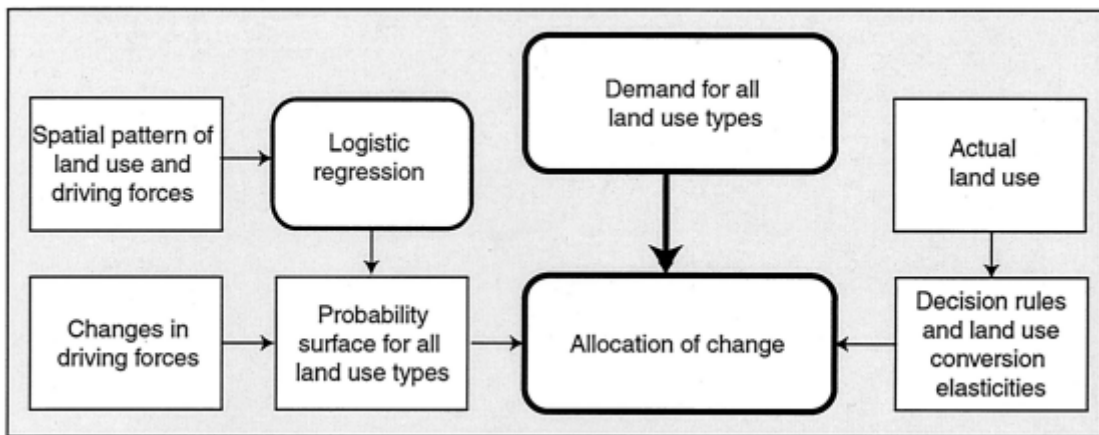 Spatial pattern of
land use and
driving forces
Logistic
regression
Demand for all
land use types
Actual
land use
Changes in
driving forces
Probability
surface for all
land use types
Allocation of change
Decision rules
and land use
conversion
elasticities